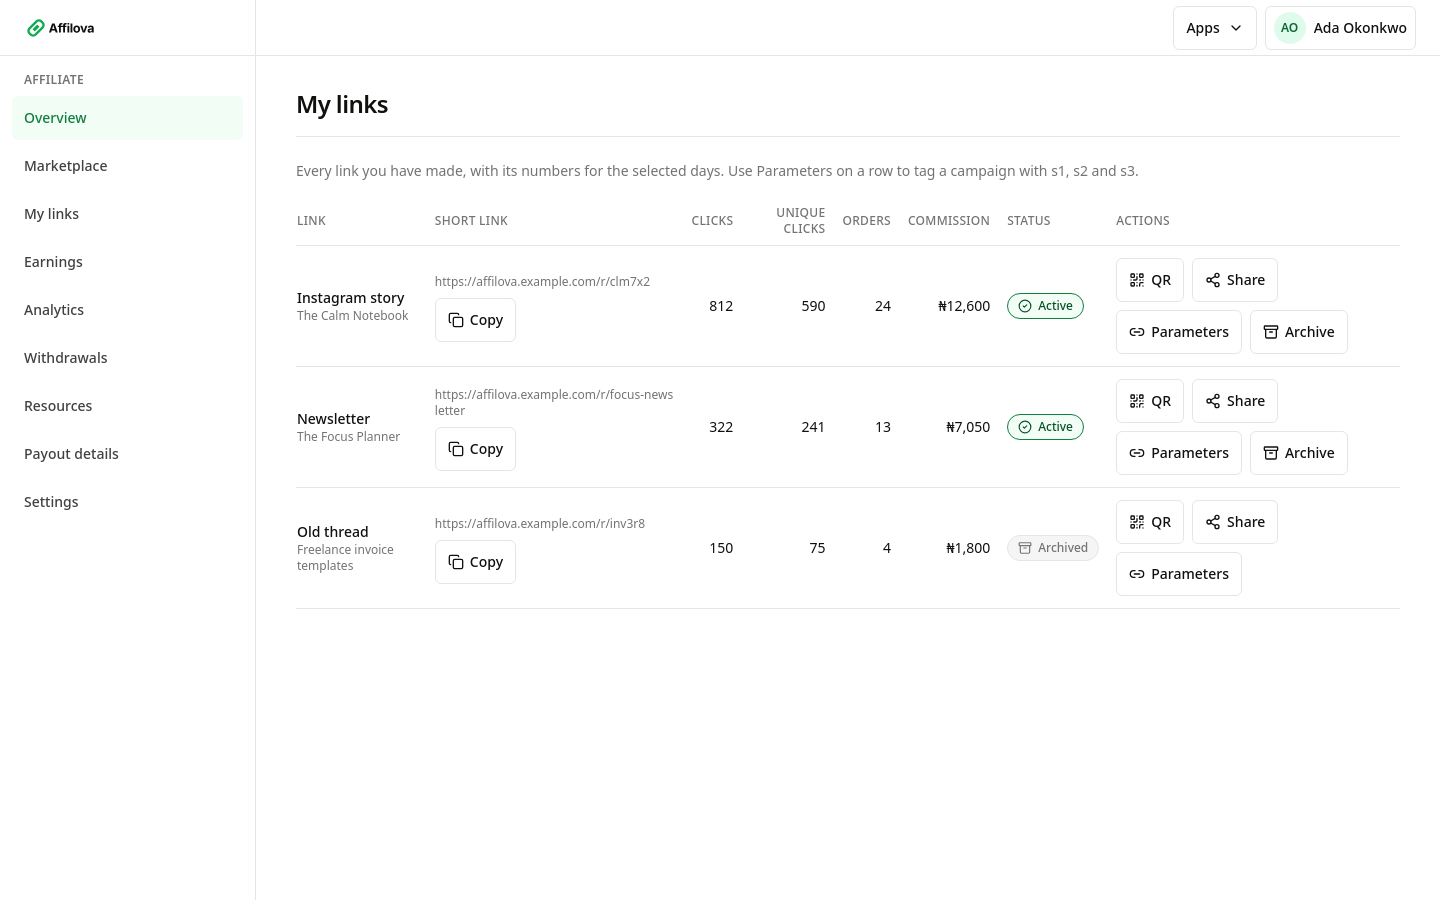 Affilova
Apps
AO
Ada Okonkwo
AFFILIATE
Overview
Marketplace
My links
Earnings
Analytics
Withdrawals
Resources
Payout details
Settings
My links
Every link you have made, with its numbers for the selected days. Use Parameters on a row to tag a campaign with s1, s2 and s3.
LINK
SHORT LINK
CLICKS
UNIQUE
CLICKS
ORDERS
COMMISSION
STATUS
ACTIONS
Instagram story
The Calm Notebook
https://affilova.example.com/r/clm7x2
Copy
812
590
24
₦12,600
Active
QR
Share
Parameters
Archive
Newsletter
The Focus Planner
https://affilova.example.com/r/focus-news
letter
Copy
322
241
13
₦7,050
Active
QR
Share
Parameters
Archive
Old thread
Freelance invoice
templates
https://affilova.example.com/r/inv3r8
Copy
150
75
4
₦1,800
Archived
QR
Share
Parameters